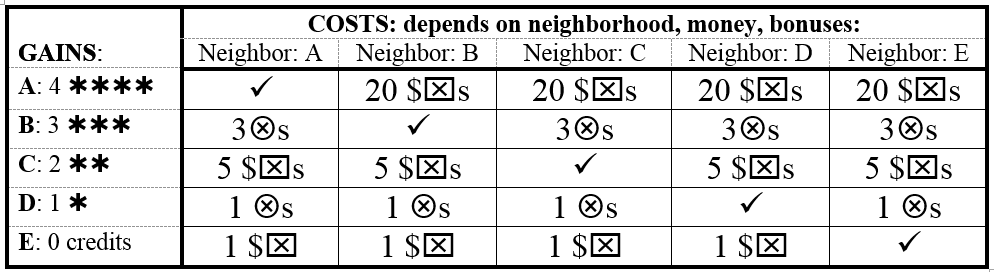 COSTS: depends on neighborhood, money, bonuses:
GAINS: Neighbor: A Neighbor: B Neighbor: C Neighbor: D Neighbor: E
A: 4 ✱✱✱✱ ✓ 20 $⊠s 20 $⊠s 20 $⊠s 20 $⊠s
B: 3 ✱✱✱ 3⊗s ✓ 3⊗s 3⊗s 3⊗s
C: 2 ✱✱ 5 $⊠s 5 $⊠s ✓ 5 $⊠s 5 $⊠s
D: 1 ✱ 1 ⊗s 1 ⊗s 1 ⊗s ✓ 1 ⊗s
E: 0 credits 1 $⊠ 1 $⊠ 1 $⊠ 1 $⊠ ✓